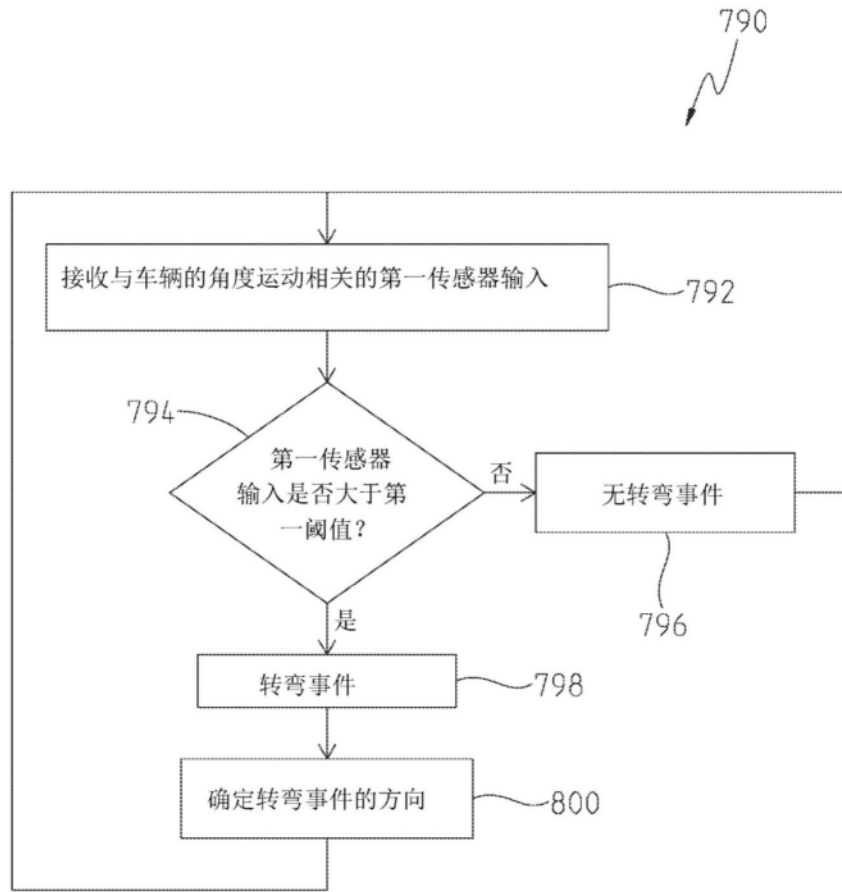 790
接收与车辆的角度运动相关的第一传感器输入
792
794
第一传感器
输入是否大于第
一阈值?
否
无转弯事件
796
是
转弯事件
798
确定转弯事件的方向
800